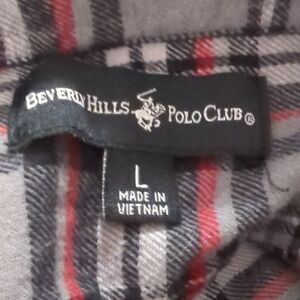 BEVERLY HILLS POLO CLUB®
L
MADE IN
VIETNAM